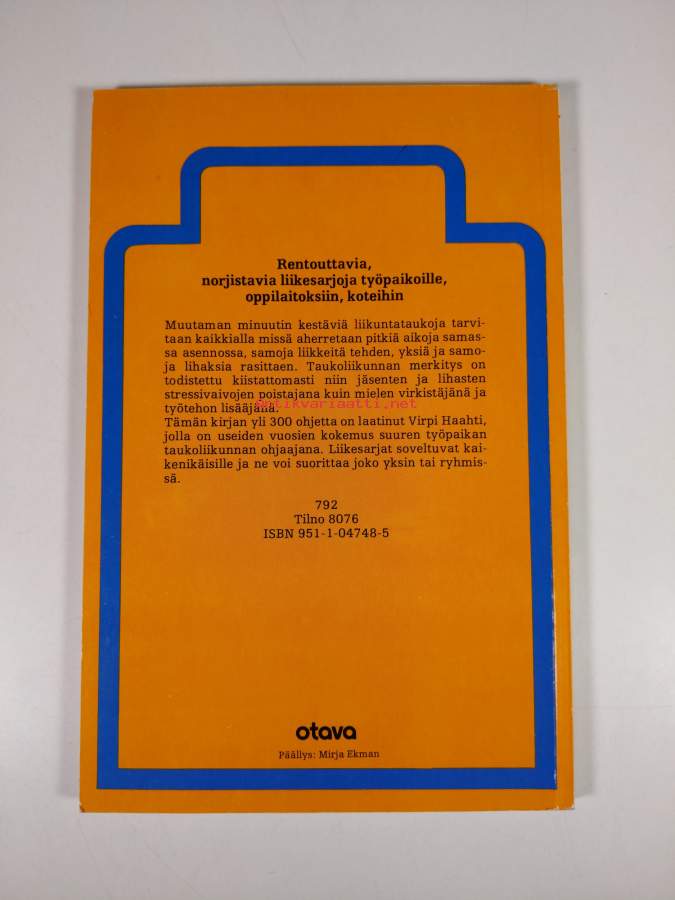 Rentouttavia,
norjistavia liikesarjoja työpaikoille,
oppilaitoksiin, koteihin
Muutaman minuutin kestäviä liikuntataukoja tarvi-
taan kaikkialla missä aherretaan pitkiä aikoja samas-
sa asennossa, samoja liikkeitä tehden, yksiä ja samo-
ja lihaksia rasittaen. Taukoliikunnan merkitys on
todistettu kiistattomasti niin jäsenten ja lihasten
stressivaivojen poistajana kuin mielen virkistäjänä ja
työtehon lisääjänä.
antikvariaatti.net
Tämän kirjan yli 300 ohjetta on laatinut Virpi Haahti,
jolla on useiden vuosien kokemus suuren työpaikan
taukoliikunnan ohjaajana. Liikesarjat soveltuvat kai-
kenikäisille ja ne voi suorittaa joko yksin tai ryhmis-
sä.
792
Tilno 8076
ISBN 951-1-04748-5
otava
Päällys: Mirja Ekman